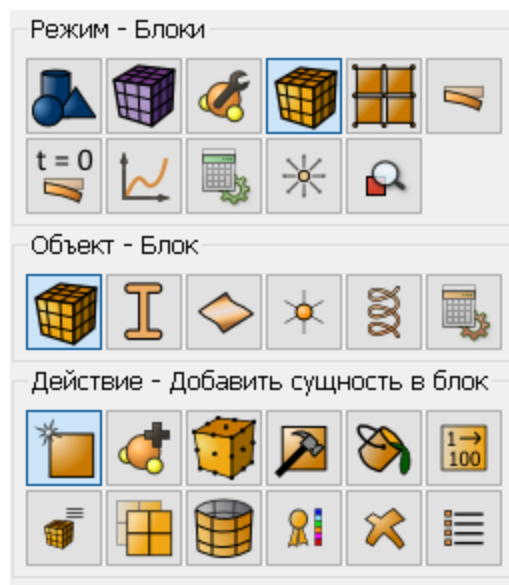 Режим - Блоки
t = 0
Объект - Блок
Действие - Добавить сущность в блок
1→
100